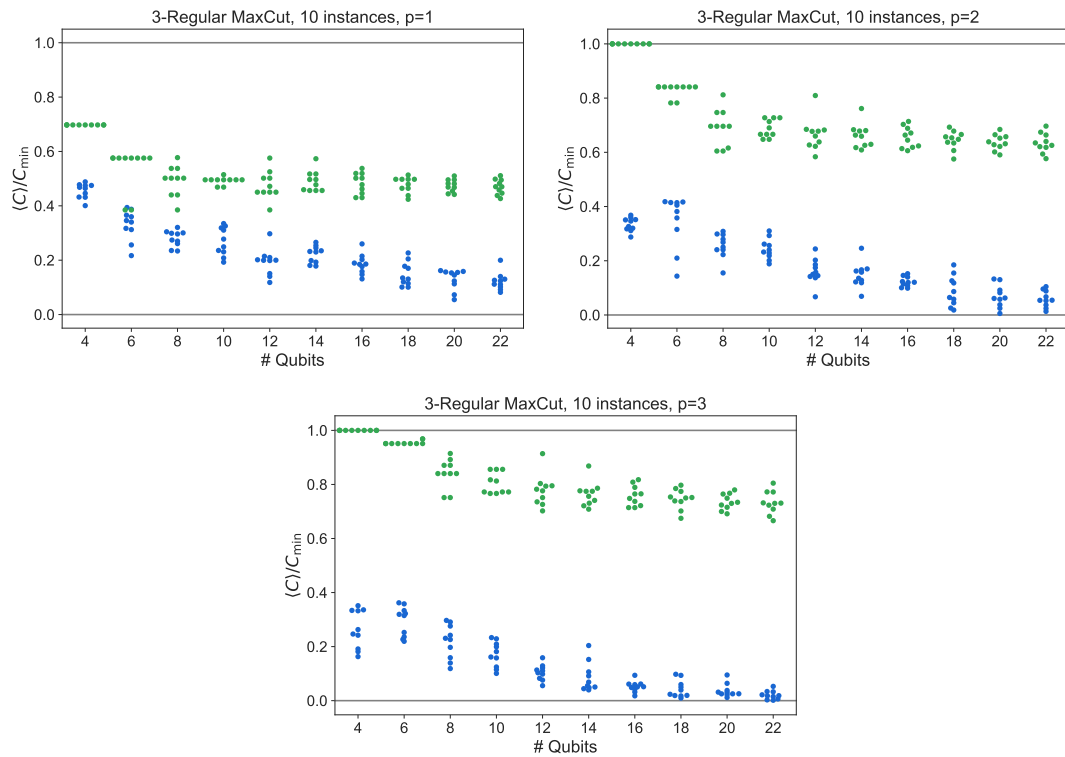 3-Regular MaxCut, 10 instances, p=1
1.0
0.8
0.6
0.4
0.2
0.0
⟨C⟩/C_min
4 6 8 10 12 14 16 18 20 22
# Qubits
3-Regular MaxCut, 10 instances, p=2
1.0
0.8
0.6
0.4
0.2
0.0
⟨C⟩/C_min
4 6 8 10 12 14 16 18 20 22
# Qubits
3-Regular MaxCut, 10 instances, p=3
1.0
0.8
0.6
0.4
0.2
0.0
⟨C⟩/C_min
4 6 8 10 12 14 16 18 20 22
# Qubits